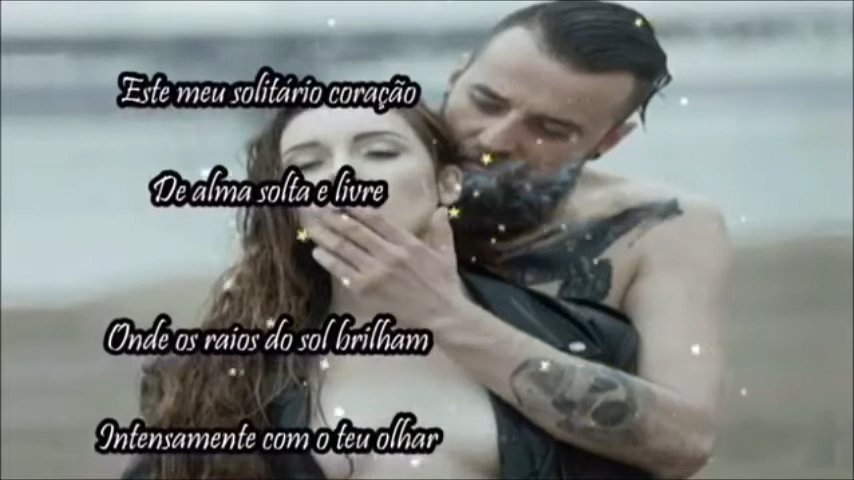 Este meu solitário coração
De alma solta e livre
Onde os raios do sol brilham
Intensamente com o teu olhar